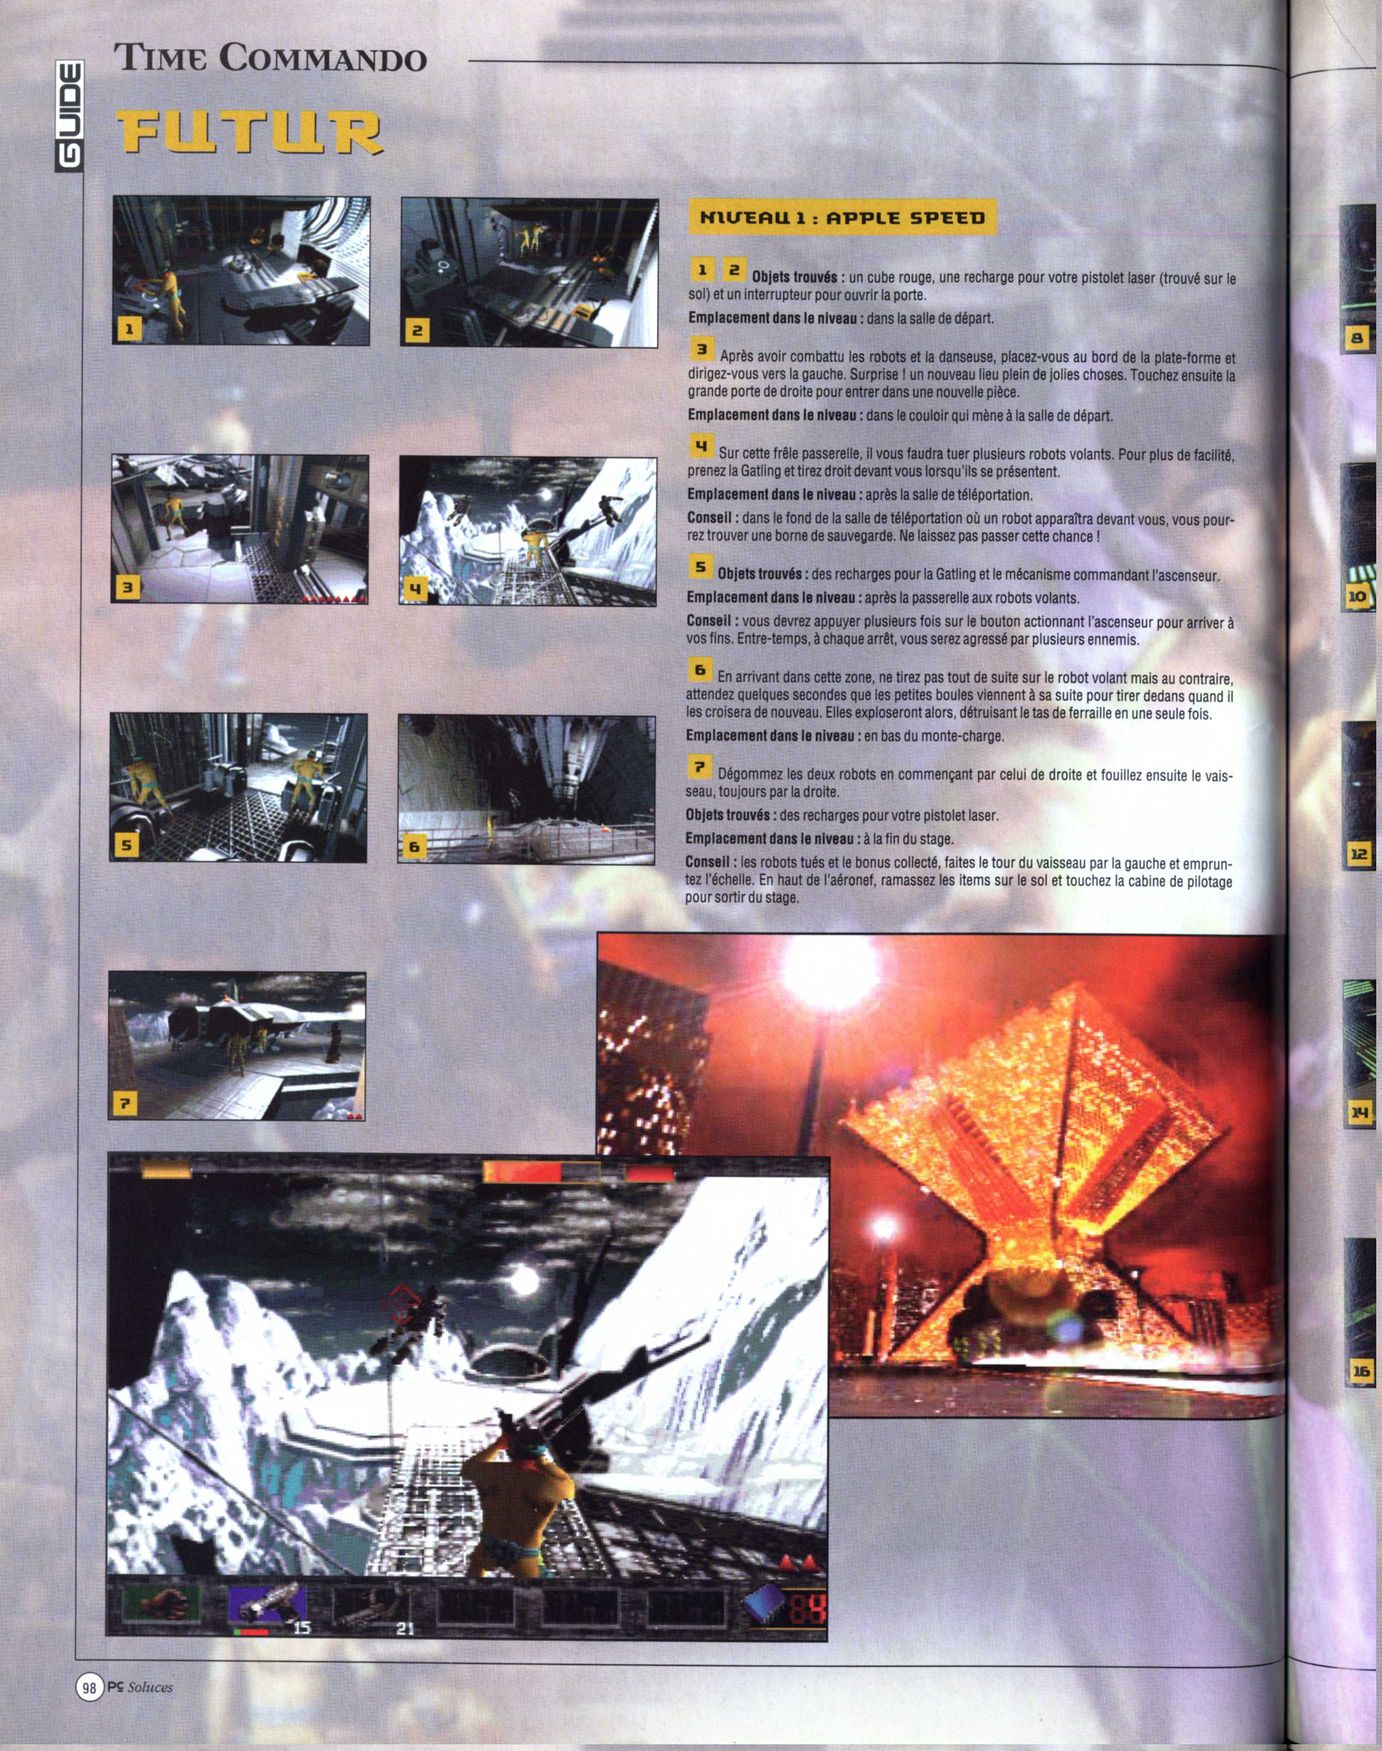 TIME COMMANDO
GUIDE
FUTUR
1
2
3
4
5
6
7
NIVEAU 1 : APPLE SPEED
1 2 Objets trouvés : un cube rouge, une recharge pour votre pistolet laser (trouvé sur le
sol) et un interrupteur pour ouvrir la porte.
Emplacement dans le niveau : dans la salle de départ.
3 Après avoir combattu les robots et la danseuse, placez-vous au bord de la plate-forme et
dirigez-vous vers la gauche. Surprise ! un nouveau lieu plein de jolies choses. Touchez ensuite la
grande porte de droite pour entrer dans une nouvelle pièce.
Emplacement dans le niveau : dans le couloir qui mène à la salle de départ.
4 Sur cette frêle passerelle, il vous faudra tuer plusieurs robots volants. Pour plus de facilité,
prenez la Gatling et tirez droit devant vous lorsqu'ils se présentent.
Emplacement dans le niveau : après la salle de téléportation.
Conseil : dans le fond de la salle de téléportation où un robot apparaîtra devant vous, vous pour-
rez trouver une borne de sauvegarde. Ne laissez pas passer cette chance !
5 Objets trouvés : des recharges pour la Gatling et le mécanisme commandant l'ascenseur.
Emplacement dans le niveau : après la passerelle aux robots volants.
Conseil : vous devrez appuyer plusieurs fois sur le bouton actionnant l'ascenseur pour arriver à
vos fins. Entre-temps, à chaque arrêt, vous serez agressé par plusieurs ennemis.
6 En arrivant dans cette zone, ne tirez pas tout de suite sur le robot volant mais au contraire,
attendez quelques secondes que les petites boules viennent à sa suite pour tirer dedans quand il
les croisera de nouveau. Elles exploseront alors, détruisant le tas de ferraille en une seule fois.
Emplacement dans le niveau : en bas du monte-charge.
7 Dégommez les deux robots en commençant par celui de droite et fouillez ensuite le vais-
seau, toujours par la droite.
Objets trouvés : des recharges pour votre pistolet laser.
Emplacement dans le niveau : à la fin du stage.
Conseil : les robots tués et le bonus collecté, faites le tour du vaisseau par la gauche et emprun-
tez l'échelle. En haut de l'aéronef, ramassez les items sur le sol et touchez la cabine de pilotage
pour sortir du stage.
15
21
4
98 PC Soluces
8
10
12
14
16